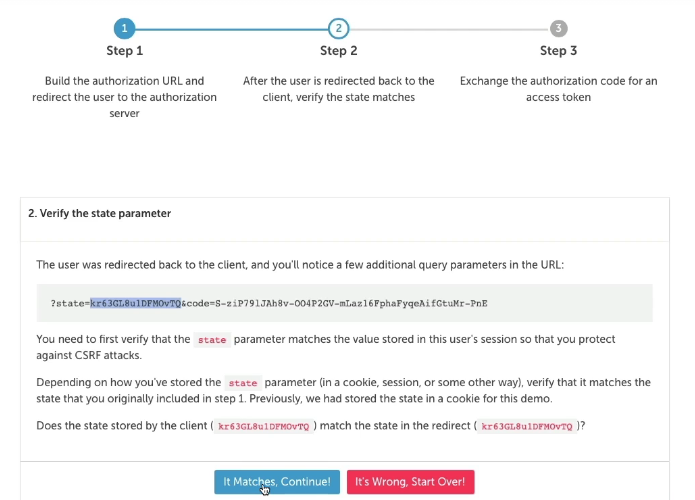 1 2 3
Step 1 Step 2 Step 3
Build the authorization URL and
redirect the user to the authorization
server
After the user is redirected back to the
client, verify the state matches
Exchange the authorization code for an
access token
2. Verify the state parameter
The user was redirected back to the client, and you'll notice a few additional query parameters in the URL:
?state=kr63GL8ulDFMOvTQ&code=S-ziP79lJAh8v-OO4P2GV-mLazl6FphaFyqeAifGtuMr-PnE
You need to first verify that the state parameter matches the value stored in this user's session so that you protect
against CSRF attacks.
Depending on how you've stored the state parameter (in a cookie, session, or some other way), verify that it matches the
state that you originally included in step 1. Previously, we had stored the state in a cookie for this demo.
Does the state stored by the client ( kr63GL8ulDFMOvTQ ) match the state in the redirect ( kr63GL8ulDFMOvTQ )?
It Matches, Continue! It's Wrong, Start Over!